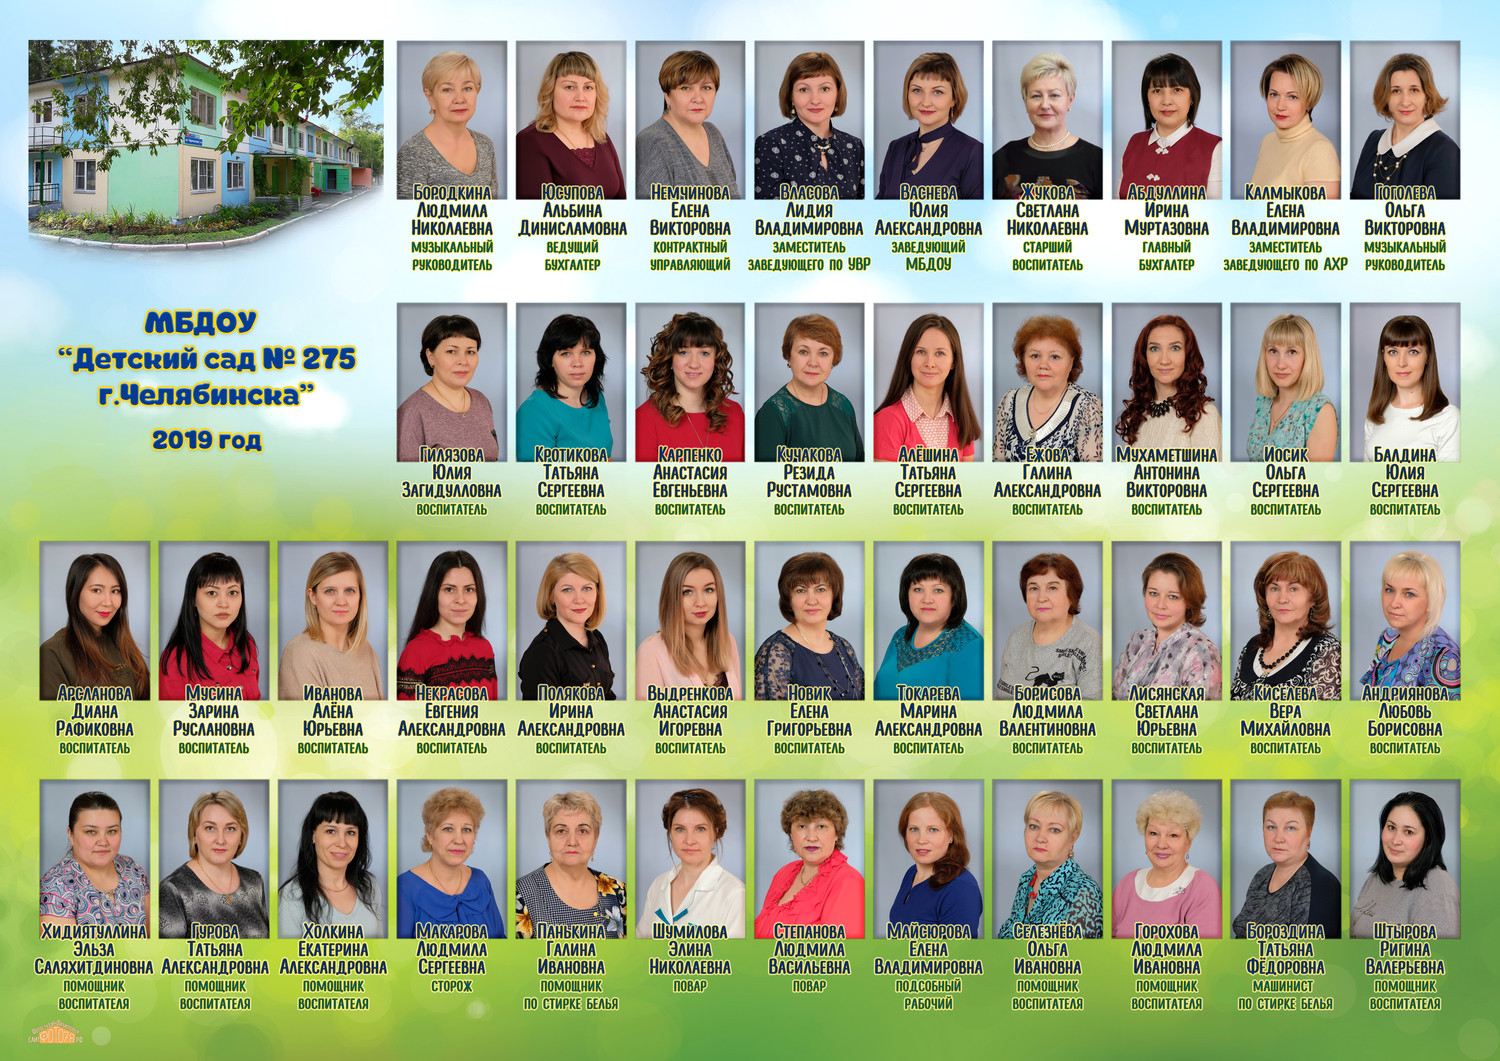 МБДОУ
“Детский сад № 275
г.Челябинска”
2019 год
Бородкина
Людмила
Николаевна
музыкальный
руководитель
Юсупова
Альбина
Динисламовна
ведущий
бухгалтер
Немчинова
Елена
Викторовна
контрактный
управляющий
Власова
Лидия
Владимировна
заместитель
заведующего по УВР
Васнева
Юлия
Александровна
заведующий
МБДОУ
Жукова
Светлана
Николаевна
старший
воспитатель
Абдуллина
Ирина
Муртазовна
главный
бухгалтер
Калмыкова
Елена
Владимировна
заместитель
заведующего по АХР
Гоголева
Ольга
Викторовна
музыкальный
руководитель
Гилязова
Юлия
Загидулловна
воспитатель
Кротикова
Татьяна
Сергеевна
воспитатель
Карпенко
Анастасия
Евгеньевна
воспитатель
Кучакова
Резида
Рустамовна
воспитатель
Алёшина
Татьяна
Сергеевна
воспитатель
Ежова
Галина
Александровна
воспитатель
Мухаметшина
Антонина
Викторовна
воспитатель
Иосик
Ольга
Сергеевна
воспитатель
Балдина
Юлия
Сергеевна
воспитатель
Арсланова
Диана
Рафиковна
воспитатель
Мусина
Зарина
Руслановна
воспитатель
Иванова
Алёна
Юрьевна
воспитатель
Некрасова
Евгения
Александровна
воспитатель
Полякова
Ирина
Александровна
воспитатель
Выдренкова
Анастасия
Игоревна
воспитатель
Новик
Елена
Григорьевна
воспитатель
Токарева
Марина
Александровна
воспитатель
Борисова
Людмила
Валентиновна
воспитатель
Лисянская
Светлана
Юрьевна
воспитатель
Киселева
Вера
Михайловна
воспитатель
Андриянова
Любовь
Борисовна
воспитатель
Хидиятуллина
Эльза
Саляхитдиновна
помощник
воспитателя
Гурова
Татьяна
Александровна
помощник
воспитателя
Холкина
Екатерина
Александровна
помощник
воспитателя
Макарова
Людмила
Сергеевна
сторож
Панькина
Галина
Ивановна
помощник
по стирке белья
Шумилова
Элина
Николаевна
повар
Степанова
Людмила
Васильевна
повар
Майсюрова
Елена
Владимировна
подсобный
рабочий
Селезнёва
Ольга
Ивановна
помощник
воспитателя
Горохова
Людмила
Ивановна
помощник
воспитателя
Бороздина
Татьяна
Фёдоровна
машинист
по стирке белья
Штырова
Ригина
Валерьевна
помощник
воспитателя